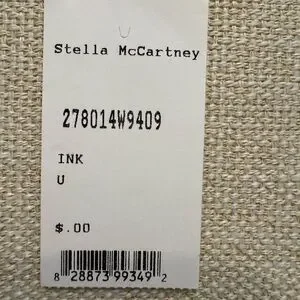 Stella McCartney
278014W9409
INK
U
$.00
8 28873 99349 2